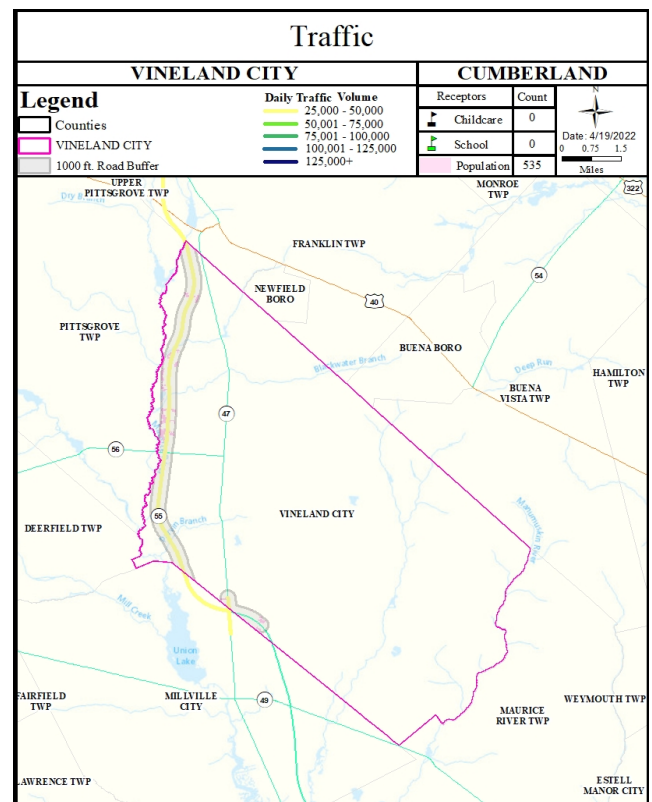 Traffic
VINELAND CITY
CUMBERLAND
Legend
Counties
VINELAND CITY
1000 ft. Road Buffer
Daily Traffic Volume
25,000 - 50,000
50,001 - 75,000
75,001 - 100,000
100,001 - 125,000
125,000+
Receptors Count
Childcare 0
School 0
Population 535
N
Date: 4/19/2022
0 0.75 1.5
Miles
UPPER
PITTSGROVE TWP
MONROE
TWP
322
Dry Branch
FRANKLIN TWP
54
NEWFIELD
BORO
40
PITTSGROVE
TWP
BUENA BORO
Blackwater Branch
Deep Run
HAMILTON
TWP
BUENA
VISTA TWP
47
56
55
Branch
VINELAND CITY
Manumuskin
River
DEERFIELD TWP
Mill Creek
Union
Lake
FAIRFIELD
TWP
MILLVILLE
CITY
49
MAURICE
RIVER TWP
WEYMOUTH TWP
LAWRENCE TWP
ESTELL
MANOR CITY